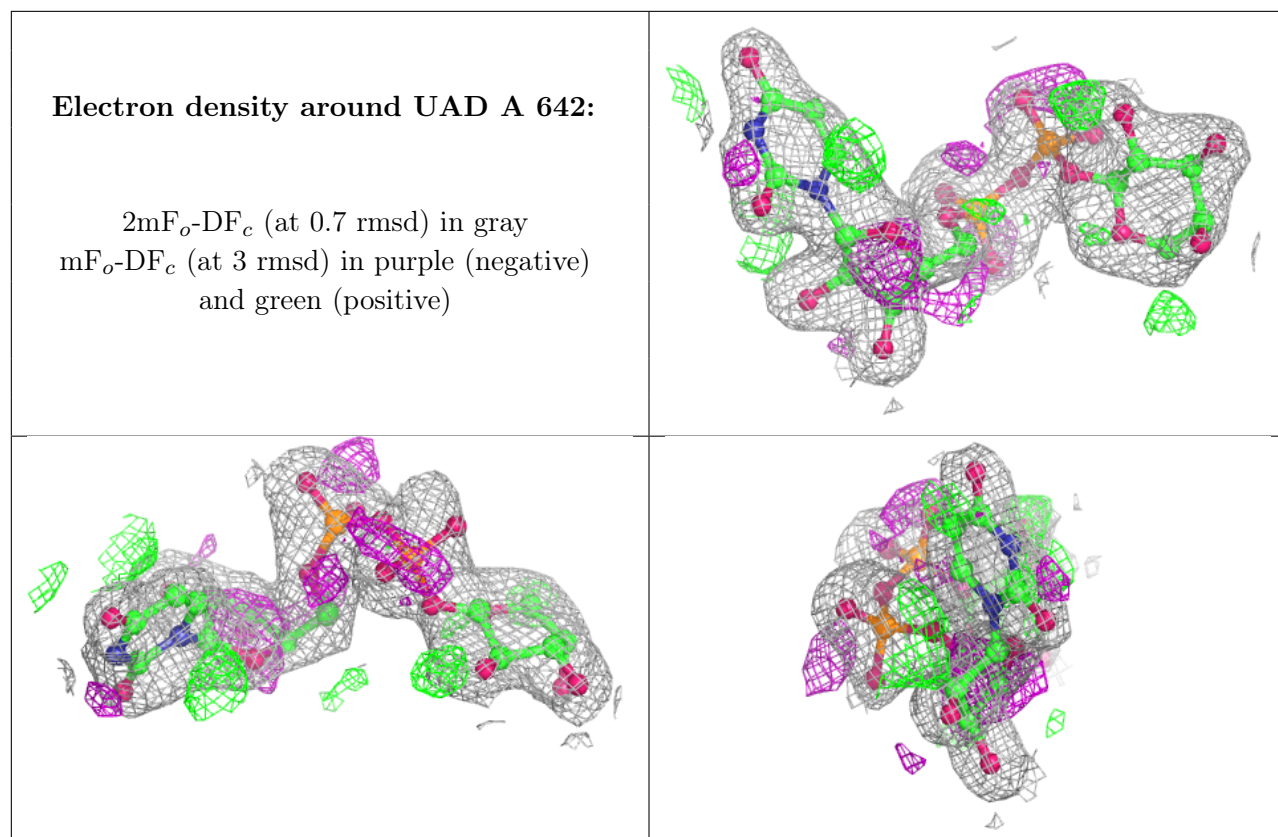 Electron density around UAD A 642:
2mFo-DFc (at 0.7 rmsd) in gray
mFo-DFc (at 3 rmsd) in purple (negative)
and green (positive)